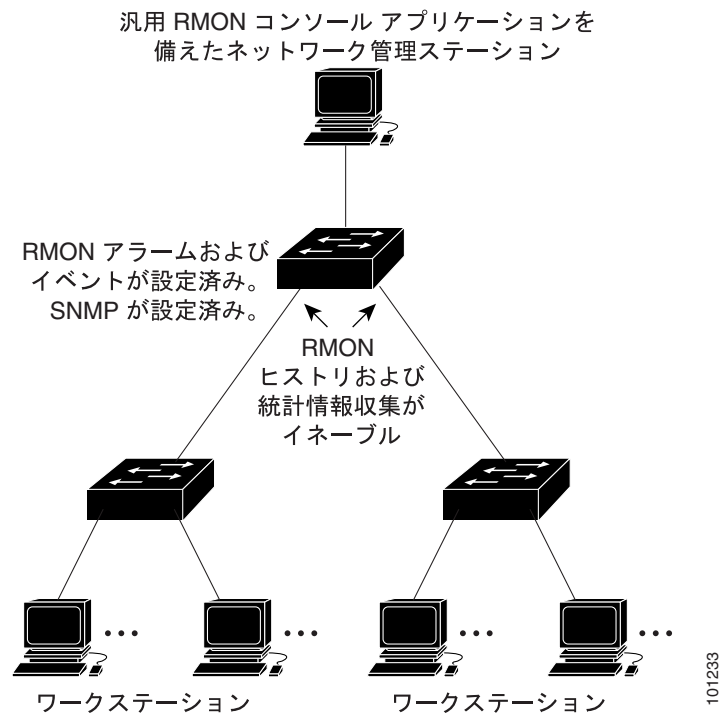 汎用 RMON コンソール アプリケーションを
備えたネットワーク管理ステーション
RMON アラームおよび
イベントが設定済み。
SNMP が設定済み。
RMON
ヒストリおよび
統計情報収集が
イネーブル
ワークステーション
ワークステーション
101233